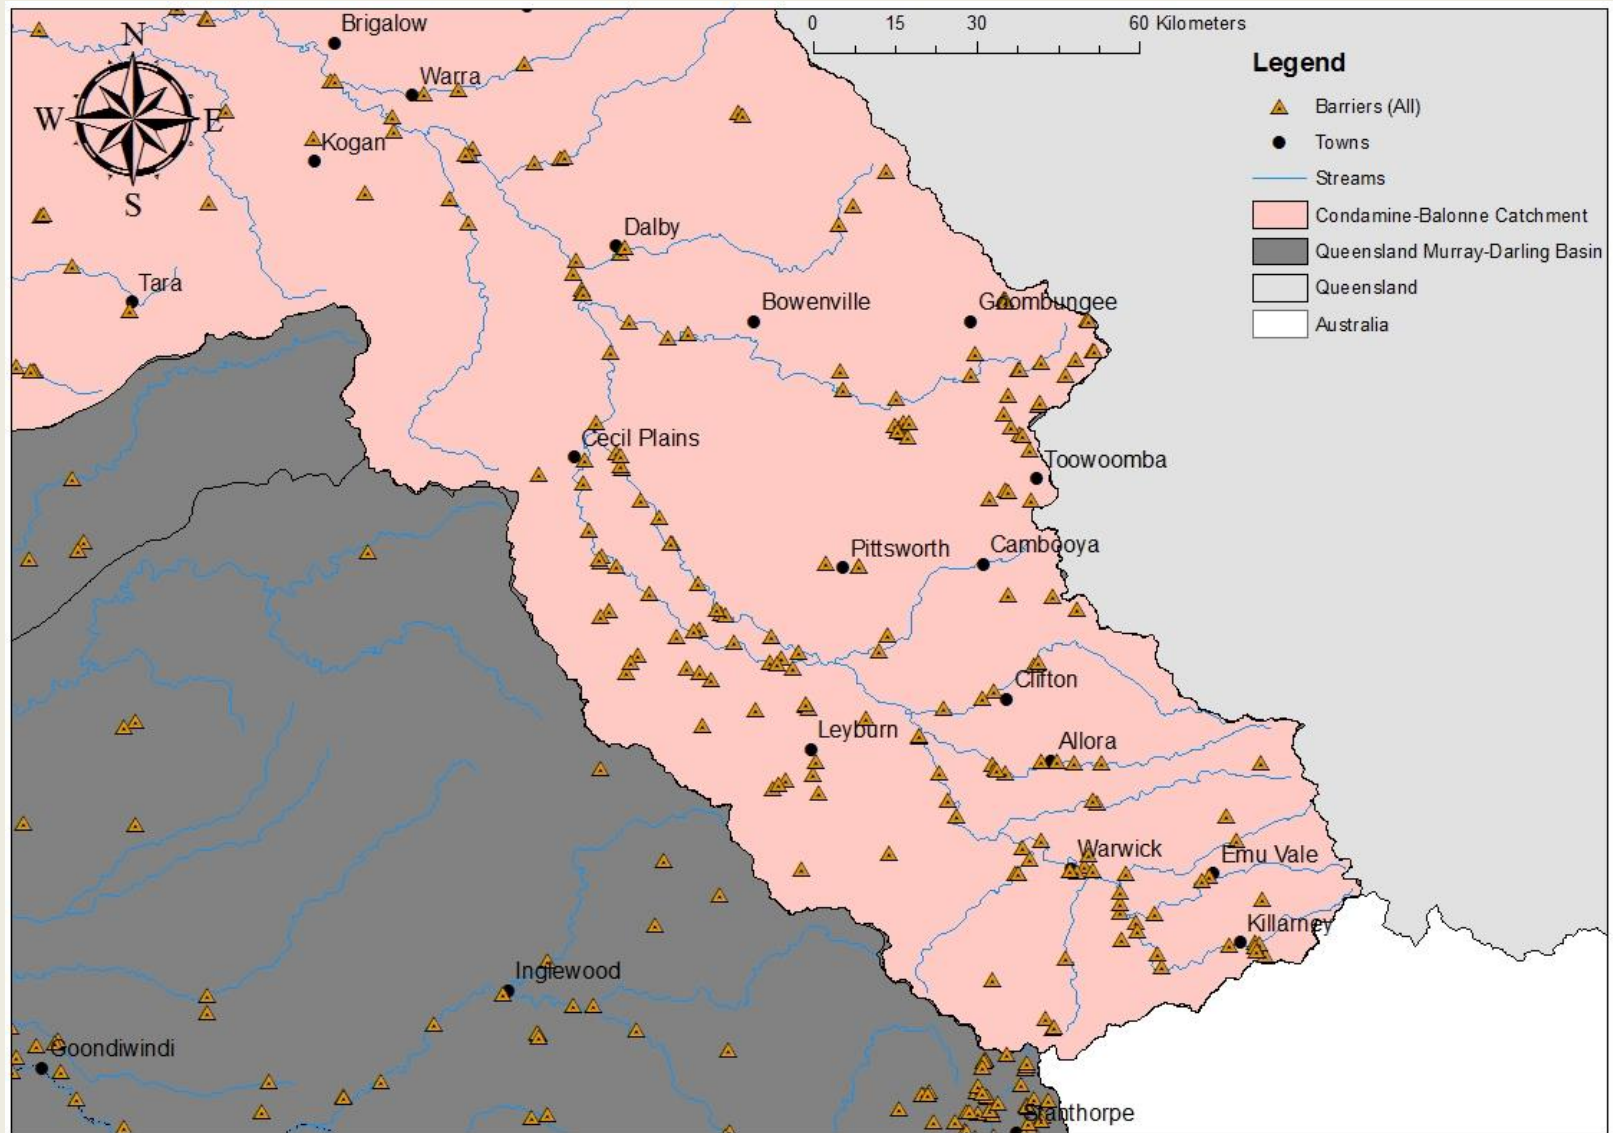 0 15 30 60 Kilometers
Brigalow
N
Legend
Warra
Barriers (All)
W
E
Kogan
Towns
Streams
S
Condamine-Balonne Catchment
Dalby
Queensland Murray-Darling Basin
Tara
Queensland
Bowenville
Goombungee
Australia
Cecil Plains
Toowoomba
Pittsworth
Cambooya
Clifton
Leyburn
Allora
Warwick
Emu Vale
Killarney
Inglewood
Goondiwindi
Stanthorpe